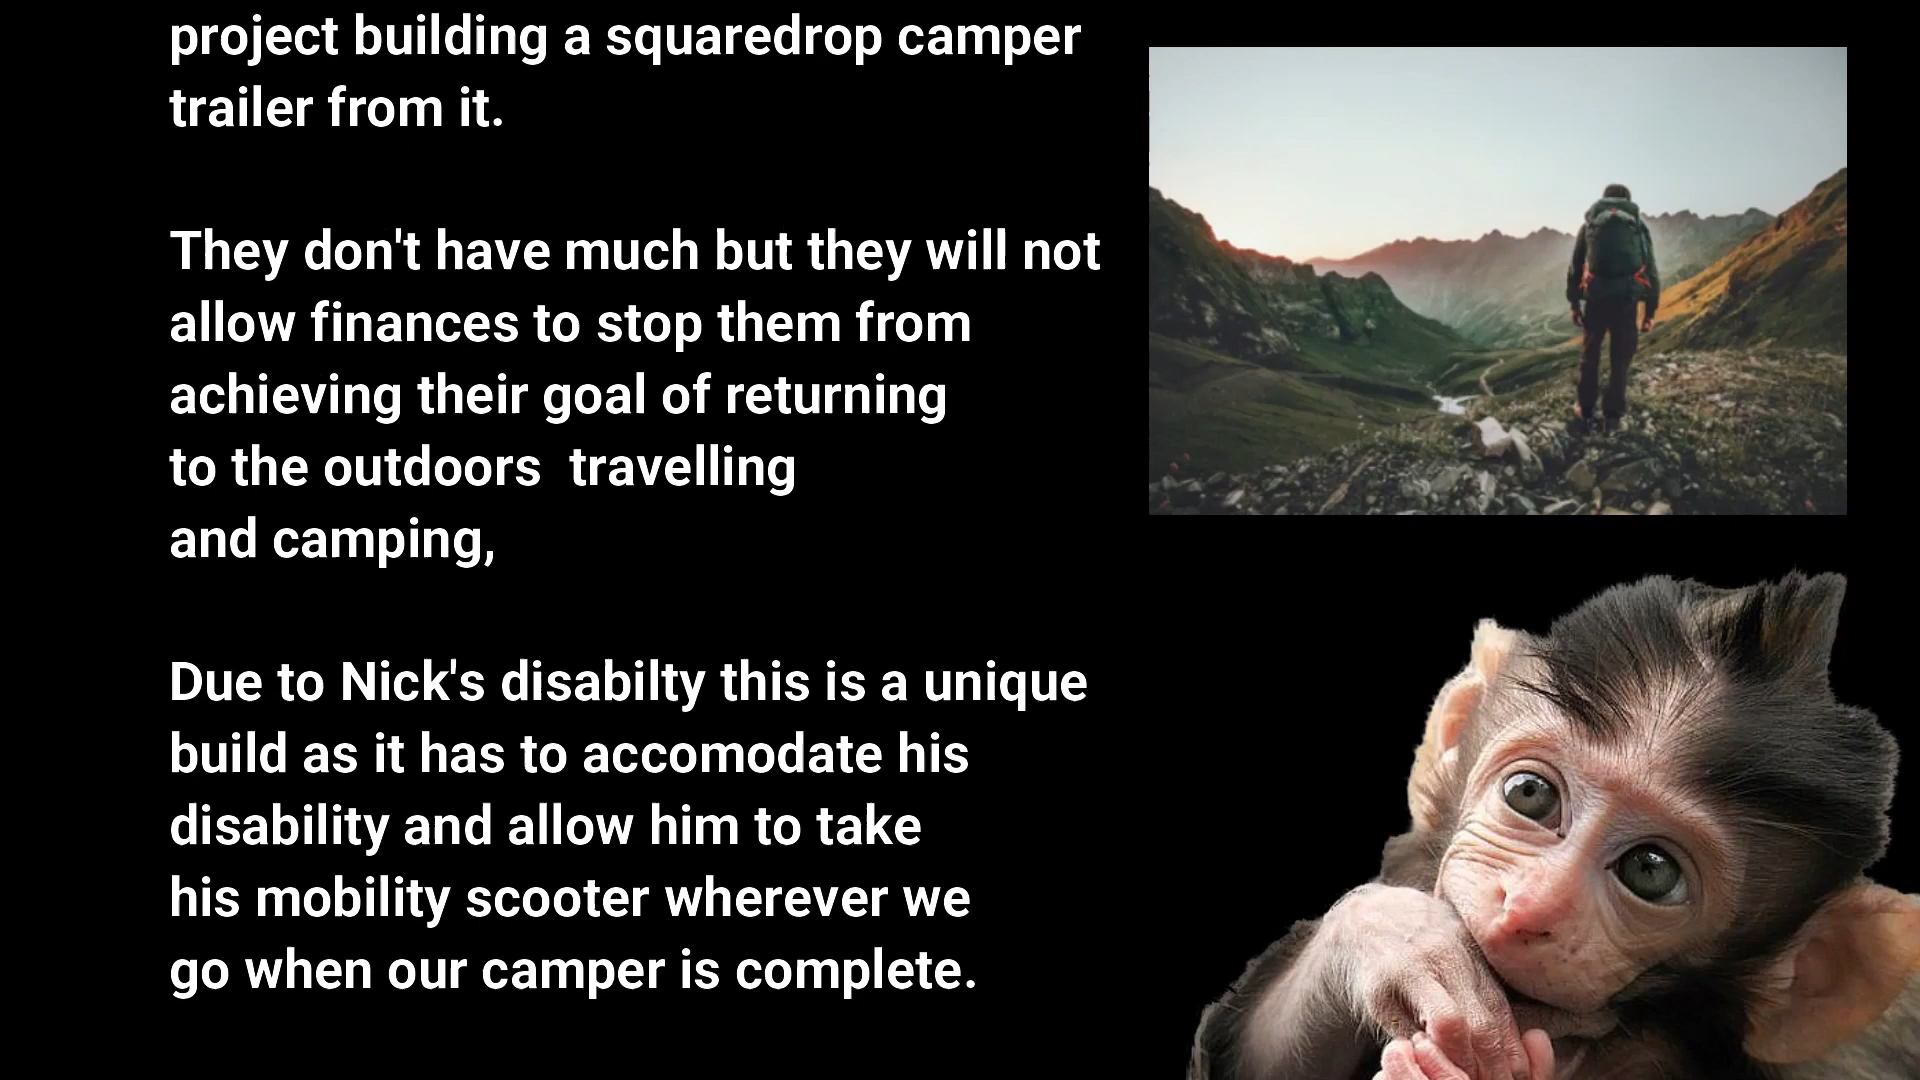 project building a squaredrop camper
trailer from it.
They don't have much but they will not
allow finances to stop them from
achieving their goal of returning
to the outdoors  travelling
and camping,
Due to Nick's disabilty this is a unique
build as it has to accomodate his
disability and allow him to take
his mobility scooter wherever we
go when our camper is complete.